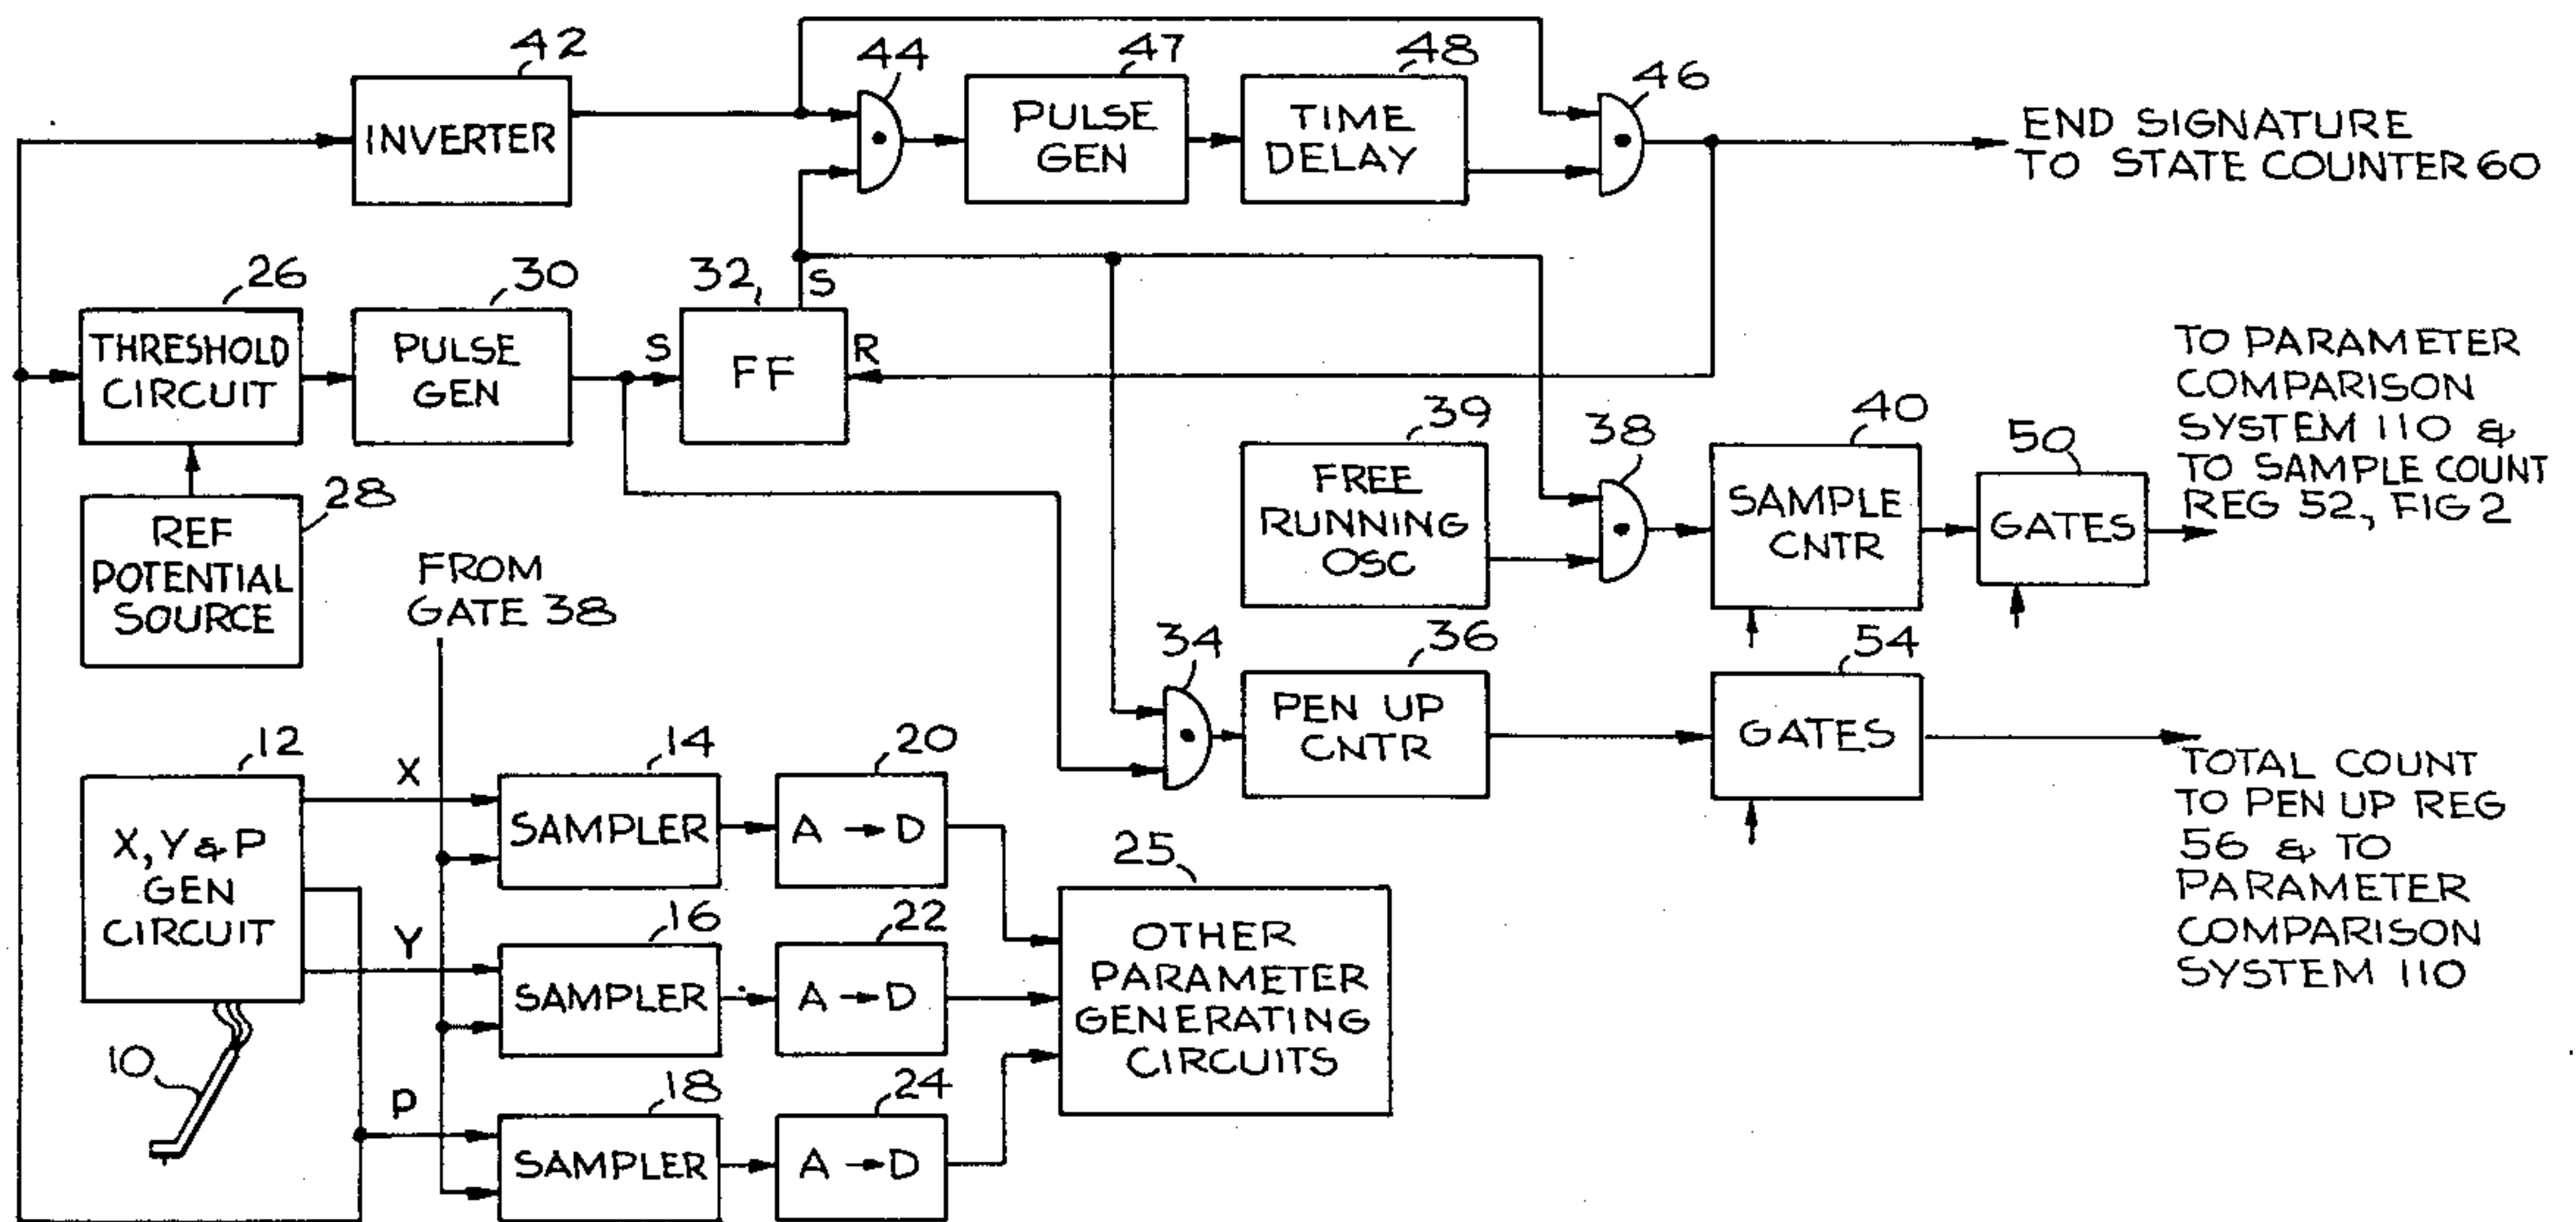 42
INVERTER
44
47
PULSE
GEN
48
TIME
DELAY
46
END SIGNATURE
TO STATE COUNTER 60
26
THRESHOLD
CIRCUIT
30
PULSE
GEN
32
S
S
FF
R
28
REF
POTENTIAL
SOURCE
39
FREE
RUNNING
OSC
38
40
SAMPLE
CNTR
50
GATES
TO PARAMETER
COMPARISON
SYSTEM 110 &
TO SAMPLE COUNT
REG 52, FIG 2
FROM
GATE 38
34
36
PEN UP
CNTR
54
GATES
TOTAL COUNT
TO PEN UP REG
56 & TO
PARAMETER
COMPARISON
SYSTEM 110
12
X, Y & P
GEN
CIRCUIT
10
X
14
SAMPLER
20
A → D
Y
16
SAMPLER
22
A → D
P
18
SAMPLER
24
A → D
25
OTHER
PARAMETER
GENERATING
CIRCUITS